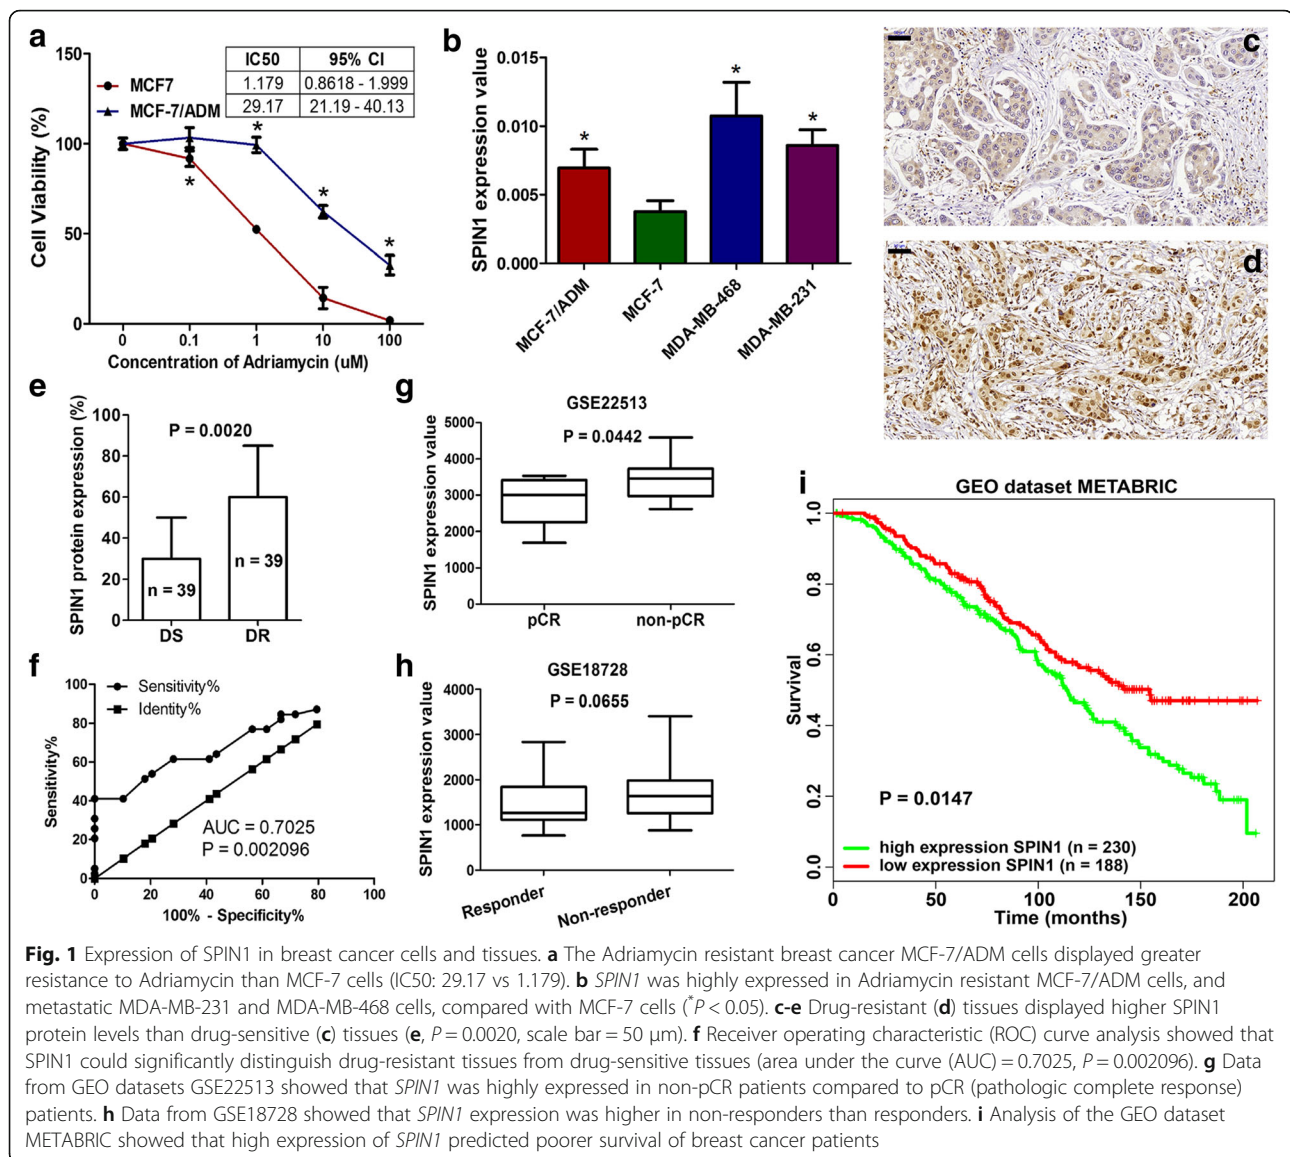 a
150
100
50
0
Cell Viability (%)
MCF7
MCF-7/ADM
IC50 95% CI
1.179 0.8618 - 1.999
29.17 21.19 - 40.13
* * * *
0 0.1 1 10 100
Concentration of Adriamycin (uM)
b
0.015
0.010
0.005
0.000
SPIN1 expression value
* * *
MCF-7/ADM
MCF-7
MDA-MB-468
MDA-MB-231
c
d
e
100
80
60
40
20
0
SPIN1 protein expression (%)
P = 0.0020
n = 39
n = 39
DS DR
f
100
80
60
40
20
0
Sensitivity%
Sensitivity%
Identity%
AUC = 0.7025
P = 0.002096
0 20 40 60 80 100
100% - Specificity%
g
GSE22513
P = 0.0442
5000
4000
3000
2000
1000
0
SPIN1 expression value
pCR non-pCR
h
GSE18728
P = 0.0655
4000
3000
2000
1000
0
SPIN1 expression value
Responder
Non-responder
i
GEO dataset METABRIC
1.0
0.8
0.6
0.4
0.2
0.0
Survival
P = 0.0147
high expression SPIN1 (n = 230)
low expression SPIN1 (n = 188)
0 50 100 150 200
Time (months)
Fig. 1 Expression of SPIN1 in breast cancer cells and tissues. a The Adriamycin resistant breast cancer MCF-7/ADM cells displayed greater
resistance to Adriamycin than MCF-7 cells (IC50: 29.17 vs 1.179). b SPIN1 was highly expressed in Adriamycin resistant MCF-7/ADM cells, and
metastatic MDA-MB-231 and MDA-MB-468 cells, compared with MCF-7 cells (*P < 0.05). c-e Drug-resistant (d) tissues displayed higher SPIN1
protein levels than drug-sensitive (c) tissues (e, P = 0.0020, scale bar = 50 μm). f Receiver operating characteristic (ROC) curve analysis showed that
SPIN1 could significantly distinguish drug-resistant tissues from drug-sensitive tissues (area under the curve (AUC) = 0.7025, P = 0.002096). g Data
from GEO datasets GSE22513 showed that SPIN1 was highly expressed in non-pCR patients compared to pCR (pathologic complete response)
patients. h Data from GSE18728 showed that SPIN1 expression was higher in non-responders than responders. i Analysis of the GEO dataset
METABRIC showed that high expression of SPIN1 predicted poorer survival of breast cancer patients